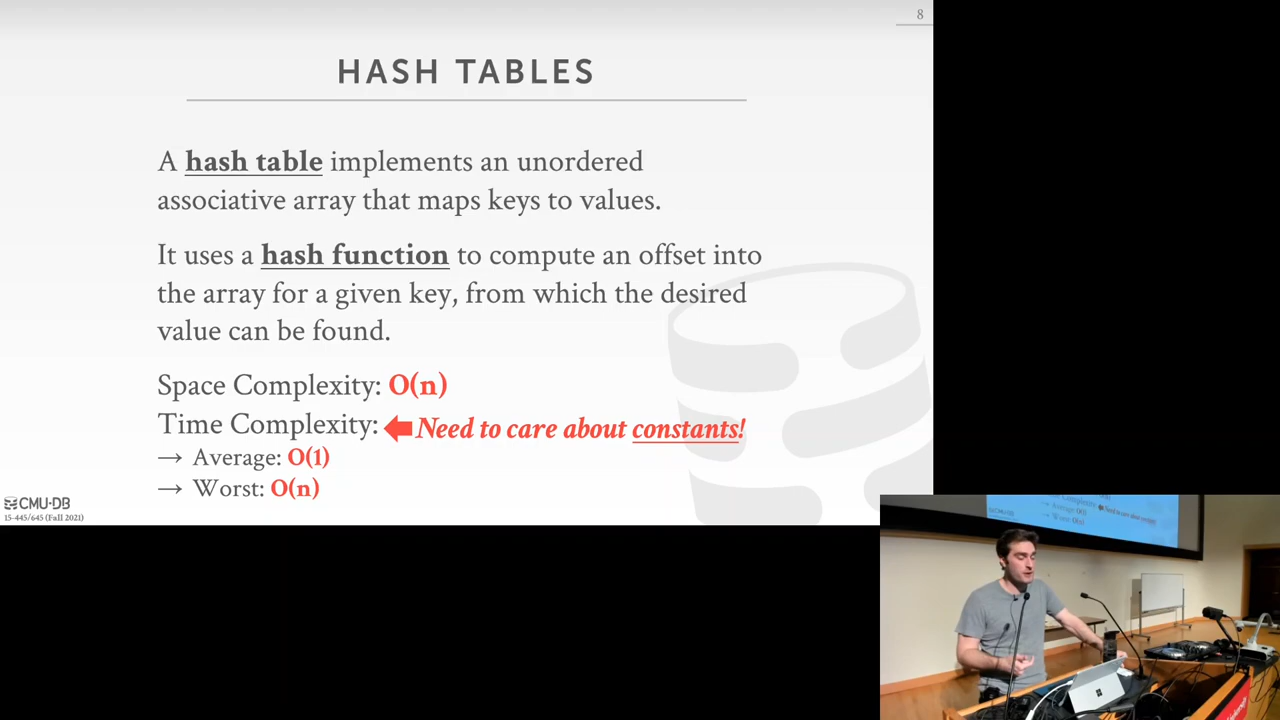 8
HASH TABLES
A hash table implements an unordered
associative array that maps keys to values.
It uses a hash function to compute an offset into
the array for a given key, from which the desired
value can be found.
Space Complexity: O(n)
Time Complexity: Need to care about constants!
→ Average: O(1)
→ Worst: O(n)
CMU·DB
15-445/645 (Fall 2021)